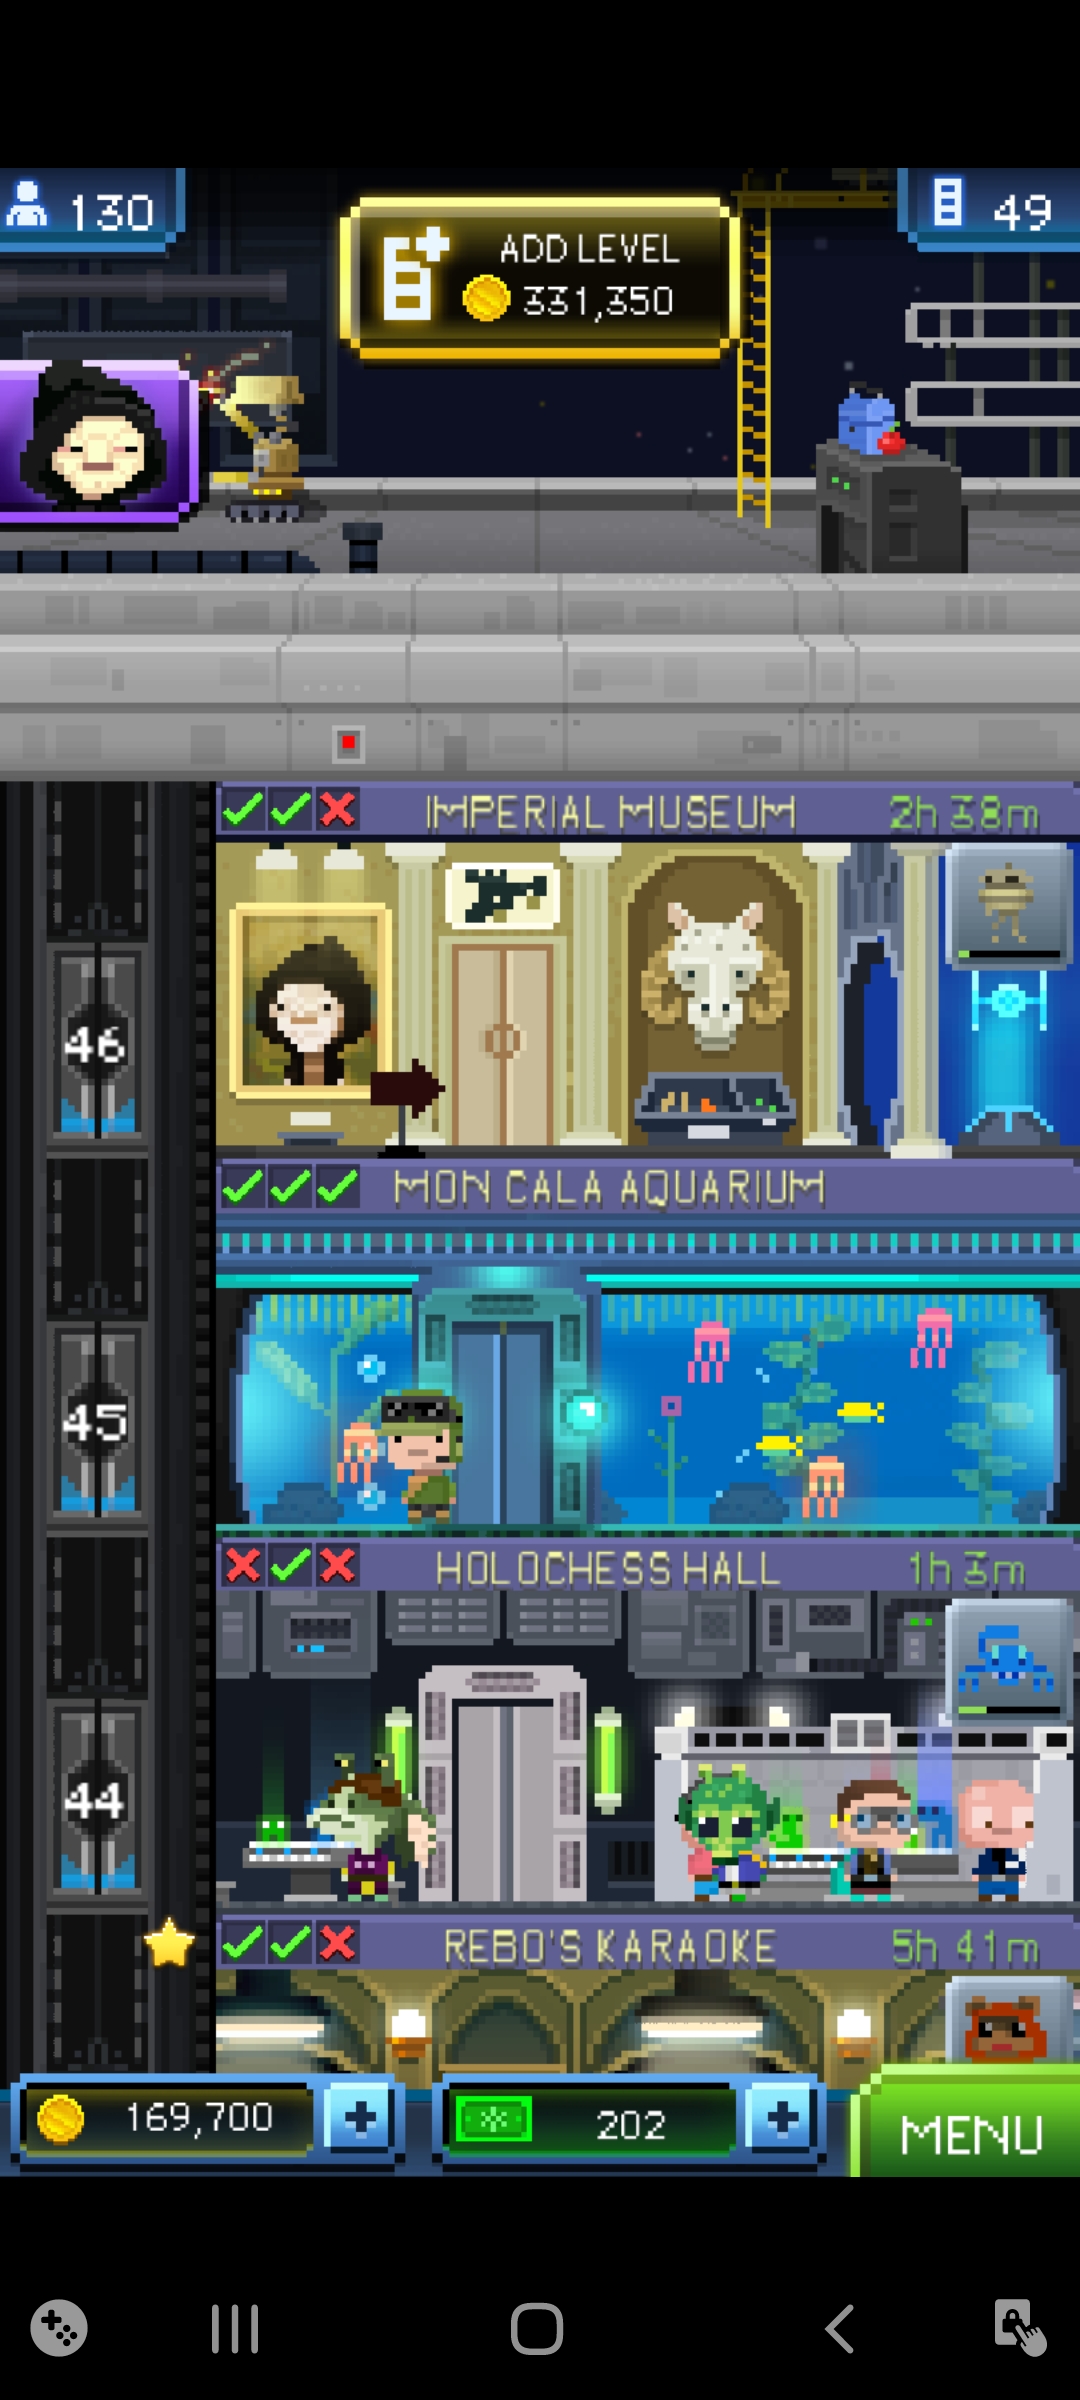 130
ADD LEVEL
331,350
49
IMPERIAL MUSEUM 2h 38m
46
MON CALA AQUARIUM
45
HOLOCHESS HALL 1h 3m
44
REBO'S KARAOKE 5h 41m
169,700 + 202 + MENU